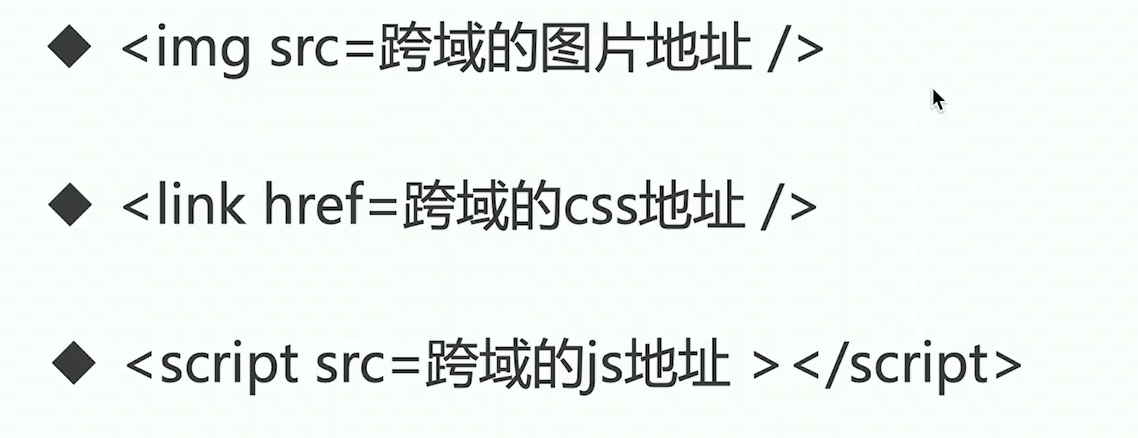 ◆ <img src=跨域的图片地址 />
◆ <link href=跨域的css地址 />
◆ <script src=跨域的js地址 ></script>